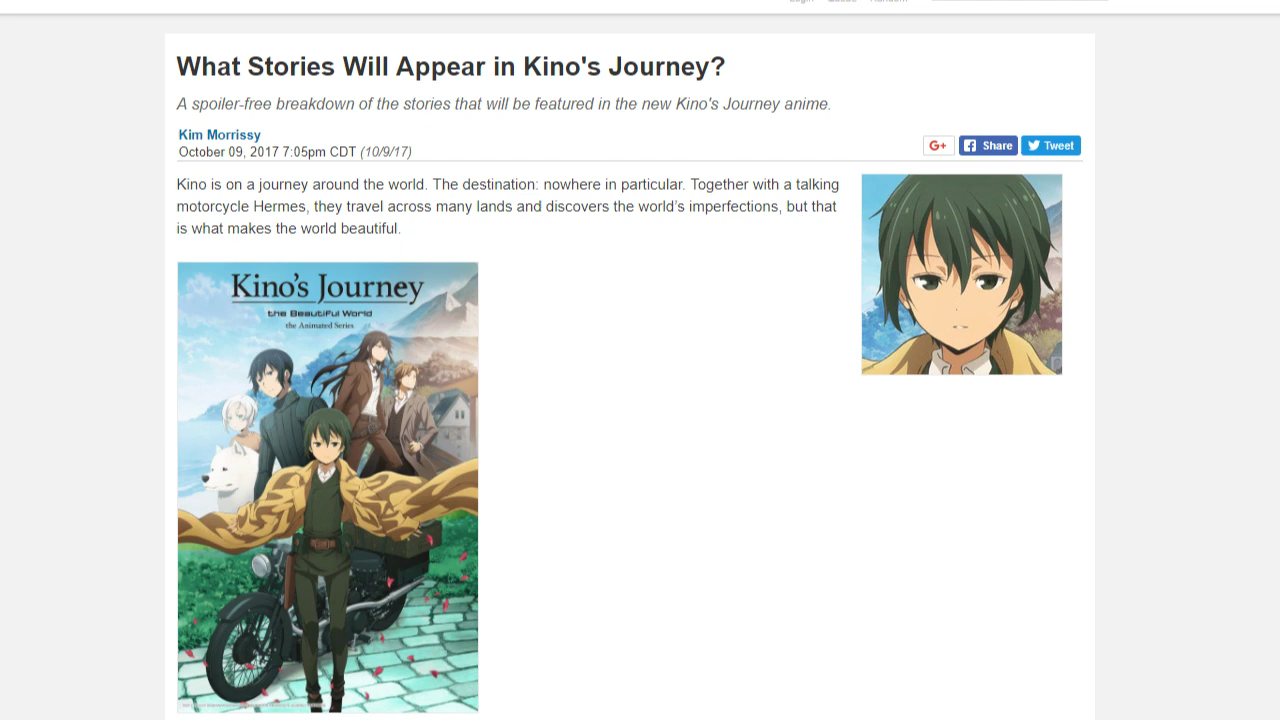 What Stories Will Appear in Kino's Journey?
A spoiler-free breakdown of the stories that will be featured in the new Kino's Journey anime.
Kim Morrissy
October 09, 2017 7:05pm CDT (10/9/17)
G+ Share Tweet
Kino is on a journey around the world. The destination: nowhere in particular. Together with a talking
motorcycle Hermes, they travel across many lands and discovers the world’s imperfections, but that
is what makes the world beautiful.
Kino's Journey
the Beautiful World
the Animated Series